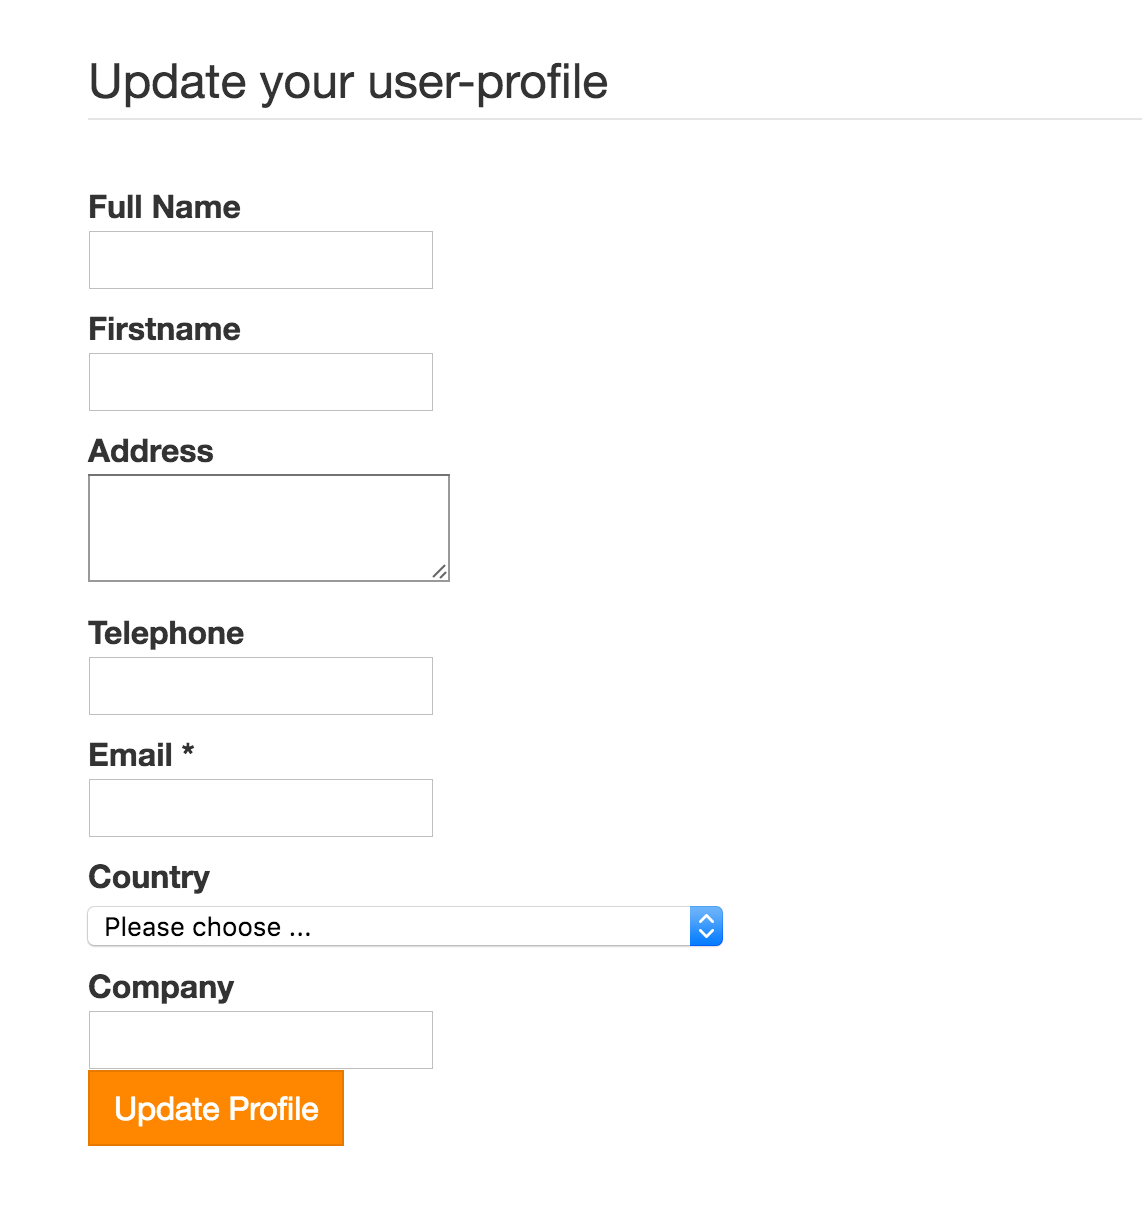 Update your user-profile
Full Name
Firstname
Address
Telephone
Email *
Country
Please choose ...
Company
Update Profile